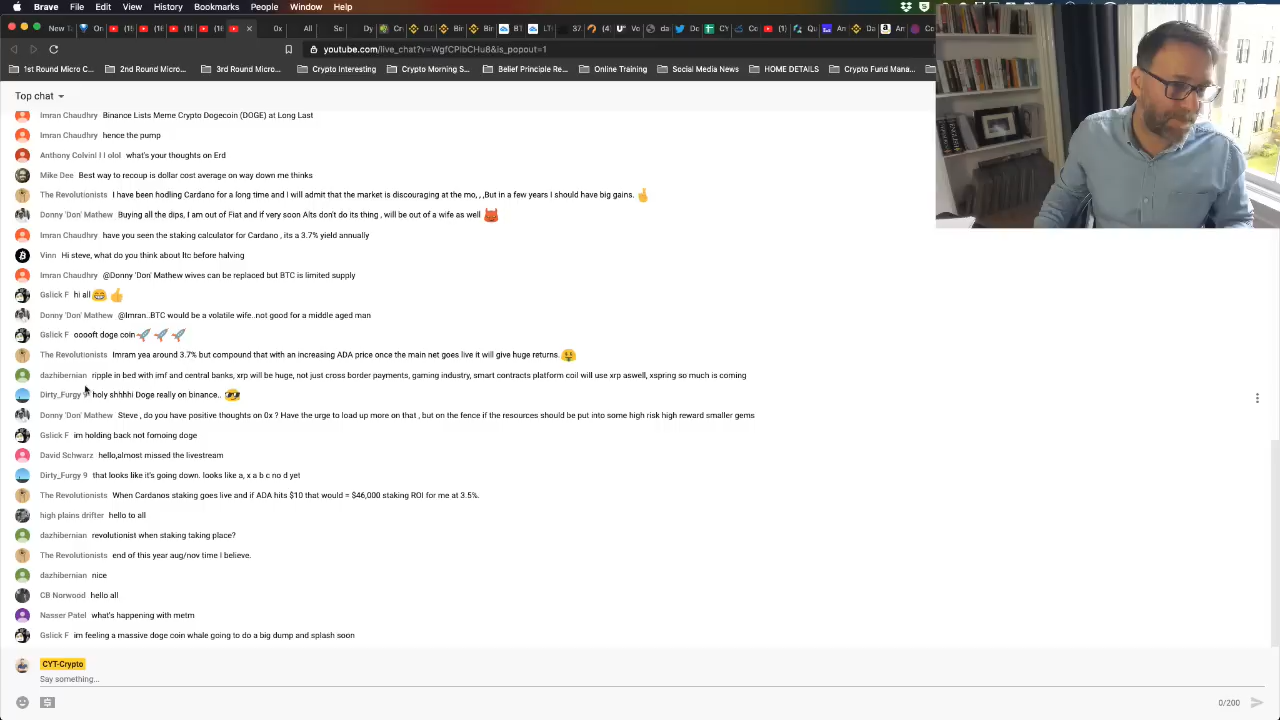 Brave File Edit View History Bookmarks People Window Help
New T
youtube.com/live_chat?v=WgfCPIbCHu8&is_popout=1
1st Round Micro C... 2nd Round Micro... 3rd Round Micro... Crypto Interesting Crypto Morning S... Belief Principle Re... Online Training Social Media News HOME DETAILS Crypto Fund Mana...
Top chat
Imran Chaudhry Binance Lists Meme Crypto Dogecoin (DOGE) at Long Last
Imran Chaudhry hence the pump
Anthony Colvinl l l olol what's your thoughts on Erd
Mike Dee Best way to recoup is dollar cost average on way down me thinks
The Revolutionists I have been hodling Cardano for a long time and I will admit that the market is discouraging at the mo, , ,But in a few years I should have big gains. 🤞
Donny 'Don' Mathew Buying all the dips, I am out of Fiat and if very soon Alts don't do its thing , will be out of a wife as well 👹
Imran Chaudhry have you seen the staking calculator for Cardano , its a 3.7% yield annually
Vinn Hi steve, what do you think about ltc before halving
Imran Chaudhry @Donny 'Don' Mathew wives can be replaced but BTC is limited supply
Gslick F hi all😁👍
Donny 'Don' Mathew @Imran..BTC would be a volatile wife..not good for a middle aged man
Gslick F ooooft doge coin🚀🚀🚀
The Revolutionists Imram yea around 3.7% but compound that with an increasing ADA price once the main net goes live it will give huge returns.🤑
dazhibernian ripple in bed with imf and central banks, xrp will be huge, not just cross border payments, gaming industry, smart contracts platform coil will use xrp aswell, xspring so much is coming
Dirty_Furgy 9 holy shhhhi Doge really on binance.. 😎
Donny 'Don' Mathew Steve , do you have positive thoughts on 0x ? Have the urge to load up more on that , but on the fence if the resources should be put into some high risk high reward smaller gems
Gslick F im holding back not fomoing doge
David Schwarz hello,almost missed the livestream
Dirty_Furgy 9 that looks like it's going down. looks like a, x a b c no d yet
The Revolutionists When Cardanos staking goes live and if ADA hits $10 that would = $46,000 staking ROI for me at 3.5%.
high plains drifter hello to all
dazhibernian revolutionist when staking taking place?
The Revolutionists end of this year aug/nov time I believe.
dazhibernian nice
CB Norwood hello all
Nasser Patel what's happening with metm
Gslick F im feeling a massive doge coin whale going to do a big dump and splash soon
CYT-Crypto
Say something...
0/200